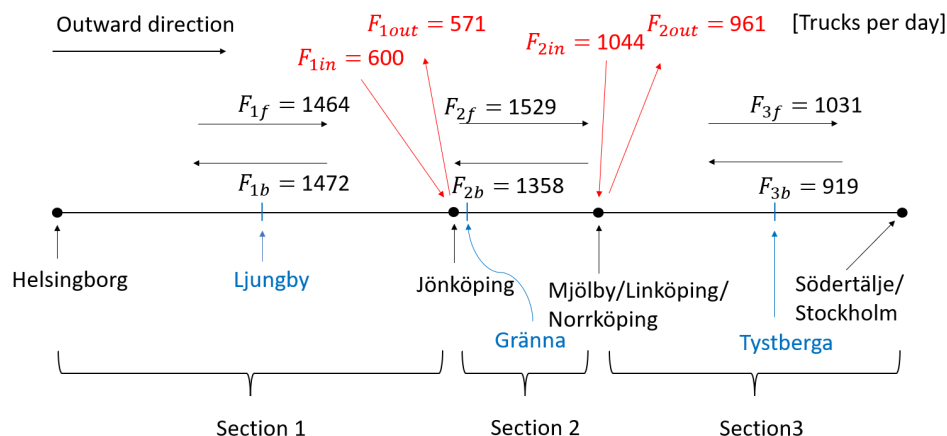 Outward direction
F1out = 571
F2in = 1044
F2out = 961
[Trucks per day]
F1in = 600
F1f = 1464
F2f = 1529
F3f = 1031
F1b = 1472
F2b = 1358
F3b = 919
Helsingborg
Ljungby
Jönköping
Mjölby/Linköping/
Norrköping
Södertälje/
Stockholm
Gränna
Tystberga
Section 1
Section 2
Section3